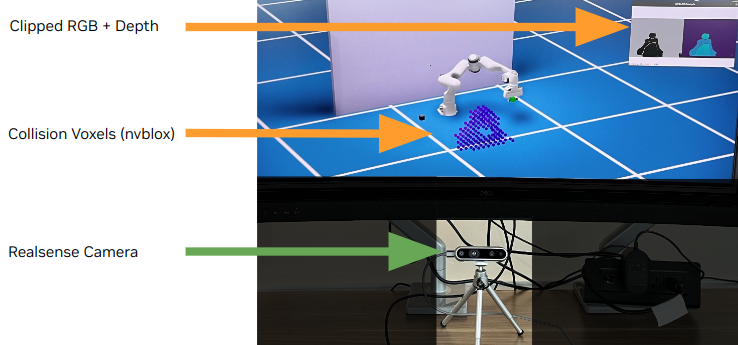 Clipped RGB + Depth
Collision Voxels (nvblox)
Realsense Camera